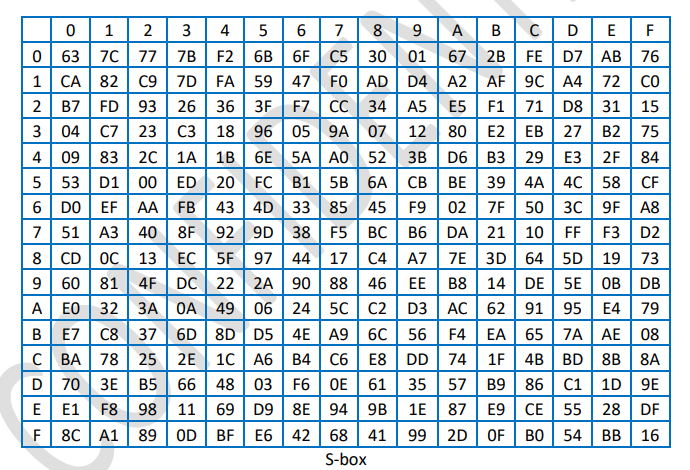 0 1 2 3 4 5 6 7 8 9 A B C D E F
0 63 7C 77 7B F2 6B 6F C5 30 01 67 2B FE D7 AB 76
1 CA 82 C9 7D FA 59 47 F0 AD D4 A2 AF 9C A4 72 C0
2 B7 FD 93 26 36 3F F7 CC 34 A5 E5 F1 71 D8 31 15
3 04 C7 23 C3 18 96 05 9A 07 12 80 E2 EB 27 B2 75
4 09 83 2C 1A 1B 6E 5A A0 52 3B D6 B3 29 E3 2F 84
5 53 D1 00 ED 20 FC B1 5B 6A CB BE 39 4A 4C 58 CF
6 D0 EF AA FB 43 4D 33 85 45 F9 02 7F 50 3C 9F A8
7 51 A3 40 8F 92 9D 38 F5 BC B6 DA 21 10 FF F3 D2
8 CD 0C 13 EC 5F 97 44 17 C4 A7 7E 3D 64 5D 19 73
9 60 81 4F DC 22 2A 90 88 46 EE B8 14 DE 5E 0B DB
A E0 32 3A 0A 49 06 24 5C C2 D3 AC 62 91 95 E4 79
B E7 C8 37 6D 8D D5 4E A9 6C 56 F4 EA 65 7A AE 08
C BA 78 25 2E 1C A6 B4 C6 E8 DD 74 1F 4B BD 8B 8A
D 70 3E B5 66 48 03 F6 0E 61 35 57 B9 86 C1 1D 9E
E E1 F8 98 11 69 D9 8E 94 9B 1E 87 E9 CE 55 28 DF
F 8C A1 89 0D BF E6 42 68 41 99 2D 0F B0 54 BB 16
S-box